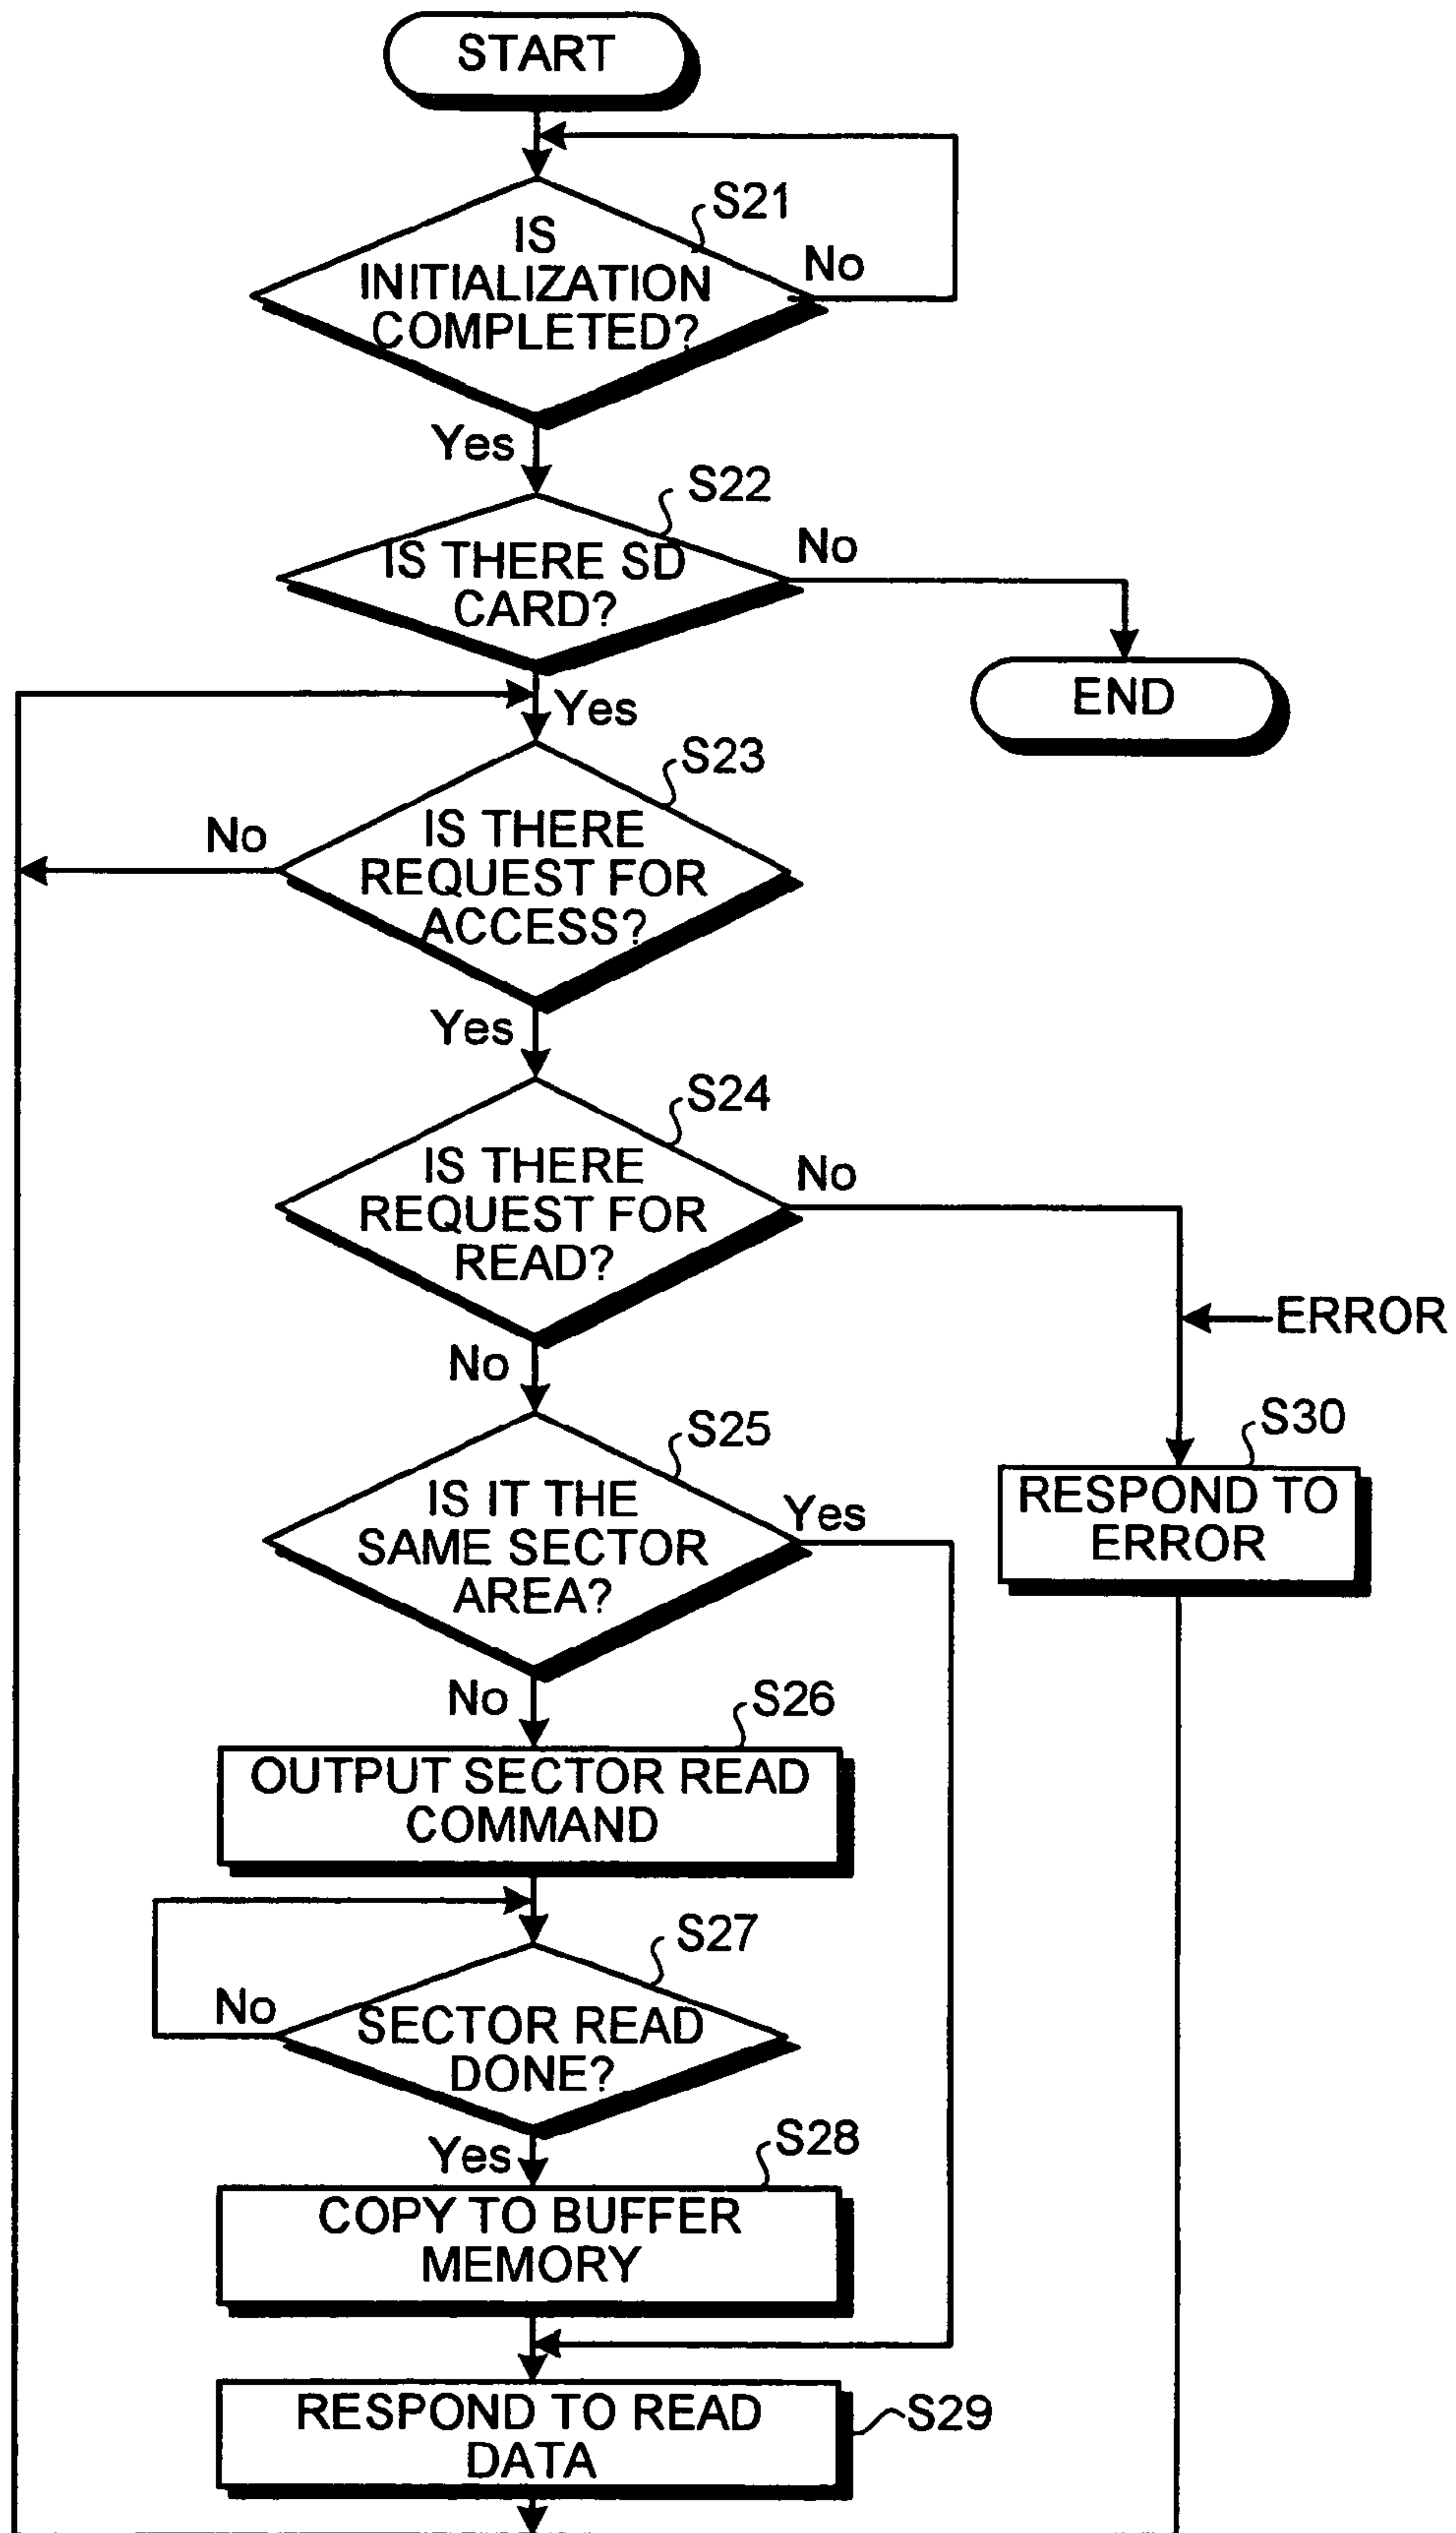 START
S21
IS
INITIALIZATION
COMPLETED?
No
Yes
S22
IS THERE SD
CARD?
No
END
Yes
S23
IS THERE
REQUEST FOR
ACCESS?
No
Yes
S24
IS THERE
REQUEST FOR
READ?
No
ERROR
No
S25
IS IT THE
SAME SECTOR
AREA?
Yes
S30
RESPOND TO
ERROR
No
S26
OUTPUT SECTOR READ
COMMAND
S27
No
SECTOR READ
DONE?
Yes
S28
COPY TO BUFFER
MEMORY
RESPOND TO READ
DATA
S29